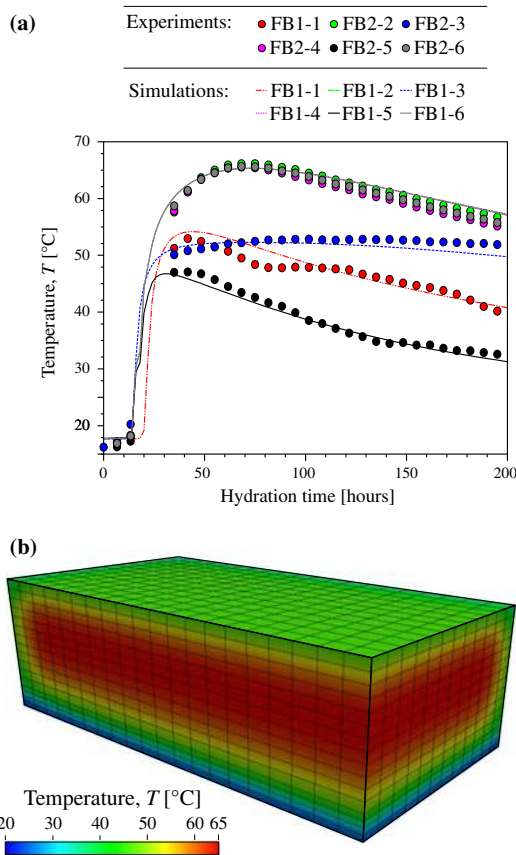 (a)
Experiments: FB1-1 FB2-2 FB2-3
FB2-4 FB2-5 FB2-6
Simulations: FB1-1 FB1-2 FB1-3
FB1-4 FB1-5 FB1-6
70
60
50
40
30
20
20
Temperature, T [°C]
0 50 100 150 200
Hydration time [hours]
(b)
Temperature, T [°C]
20 30 40 50 60 65